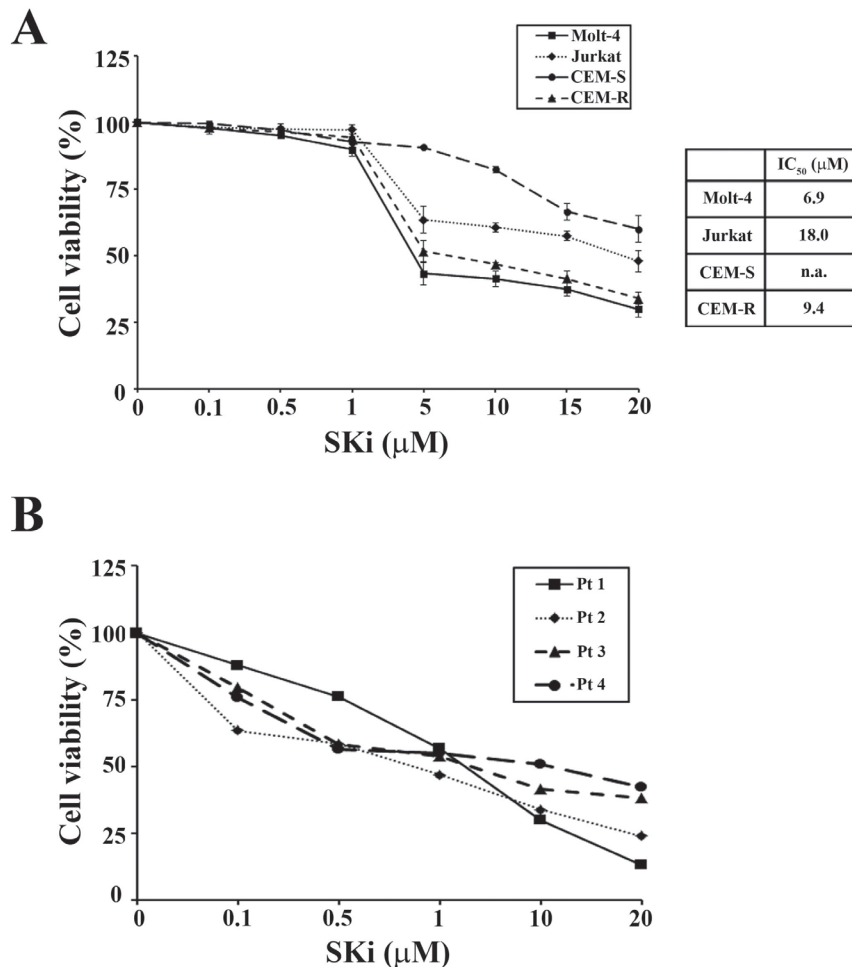 A
Molt-4
Jurkat
CEM-S
CEM-R
125
100
75
50
25
0
Cell viability (%)
0 0.1 0.5 1 5 10 15 20
SKi (μM)
IC50 (μM)
Molt-4 6.9
Jurkat 18.0
CEM-S n.a.
CEM-R 9.4
B
Pt 1
Pt 2
Pt 3
Pt 4
125
100
75
50
25
0
Cell viability (%)
0 0.1 0.5 1 10 20
SKi (μM)